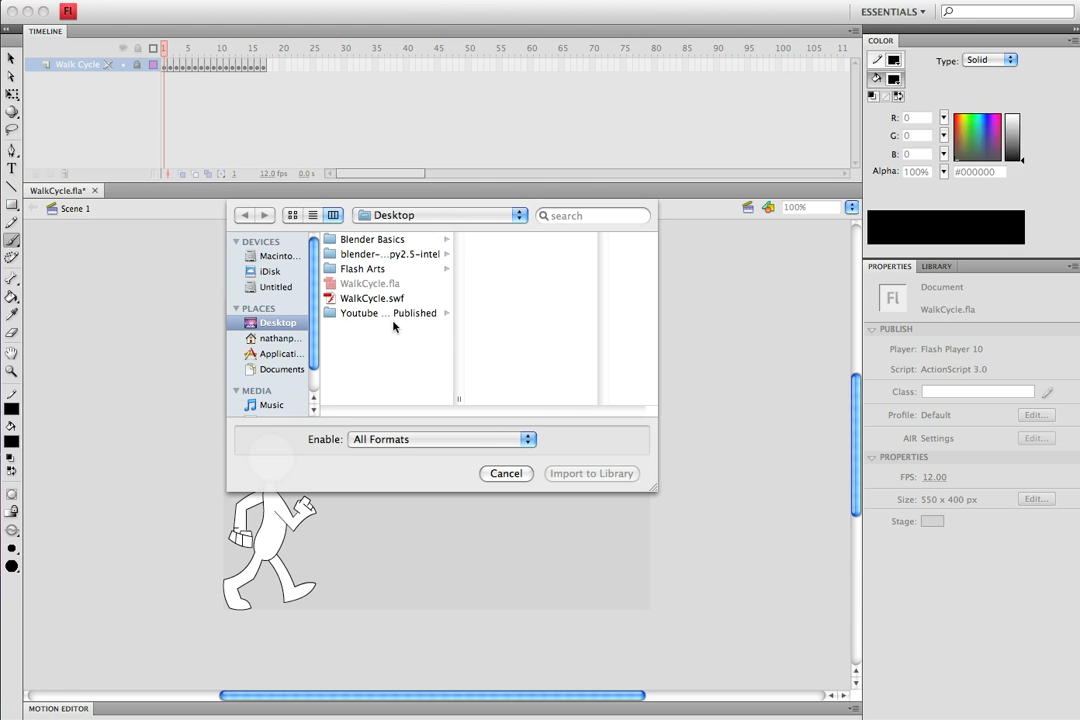 Fl
ESSENTIALS
TIMELINE
1 5 10 15 20 25 30 35 40 45 50 55 60 65 70 75 80 85 90 95 100 105 11
Walk Cycle
1 12.0 fps 0.0 s
WalkCycle.fla*
Scene 1
100%
Desktop
search
DEVICES
Macinto...
iDisk
Untitled
PLACES
Desktop
nathanp...
Applicati...
Documents
MEDIA
Music
Blender Basics
blender-...py2.5-intel
Flash Arts
WalkCycle.fla
WalkCycle.swf
Youtube ... Published
Enable: All Formats
Cancel
Import to Library
COLOR
Type: Solid
R: 0
G: 0
B: 0
Alpha: 100% #000000
PROPERTIES LIBRARY
Fl
Document
WalkCycle.fla
PUBLISH
Player: Flash Player 10
Script: ActionScript 3.0
Class:
Profile: Default Edit...
AIR Settings Edit...
PROPERTIES
FPS: 12.00
Size: 550 x 400 px Edit...
Stage:
MOTION EDITOR